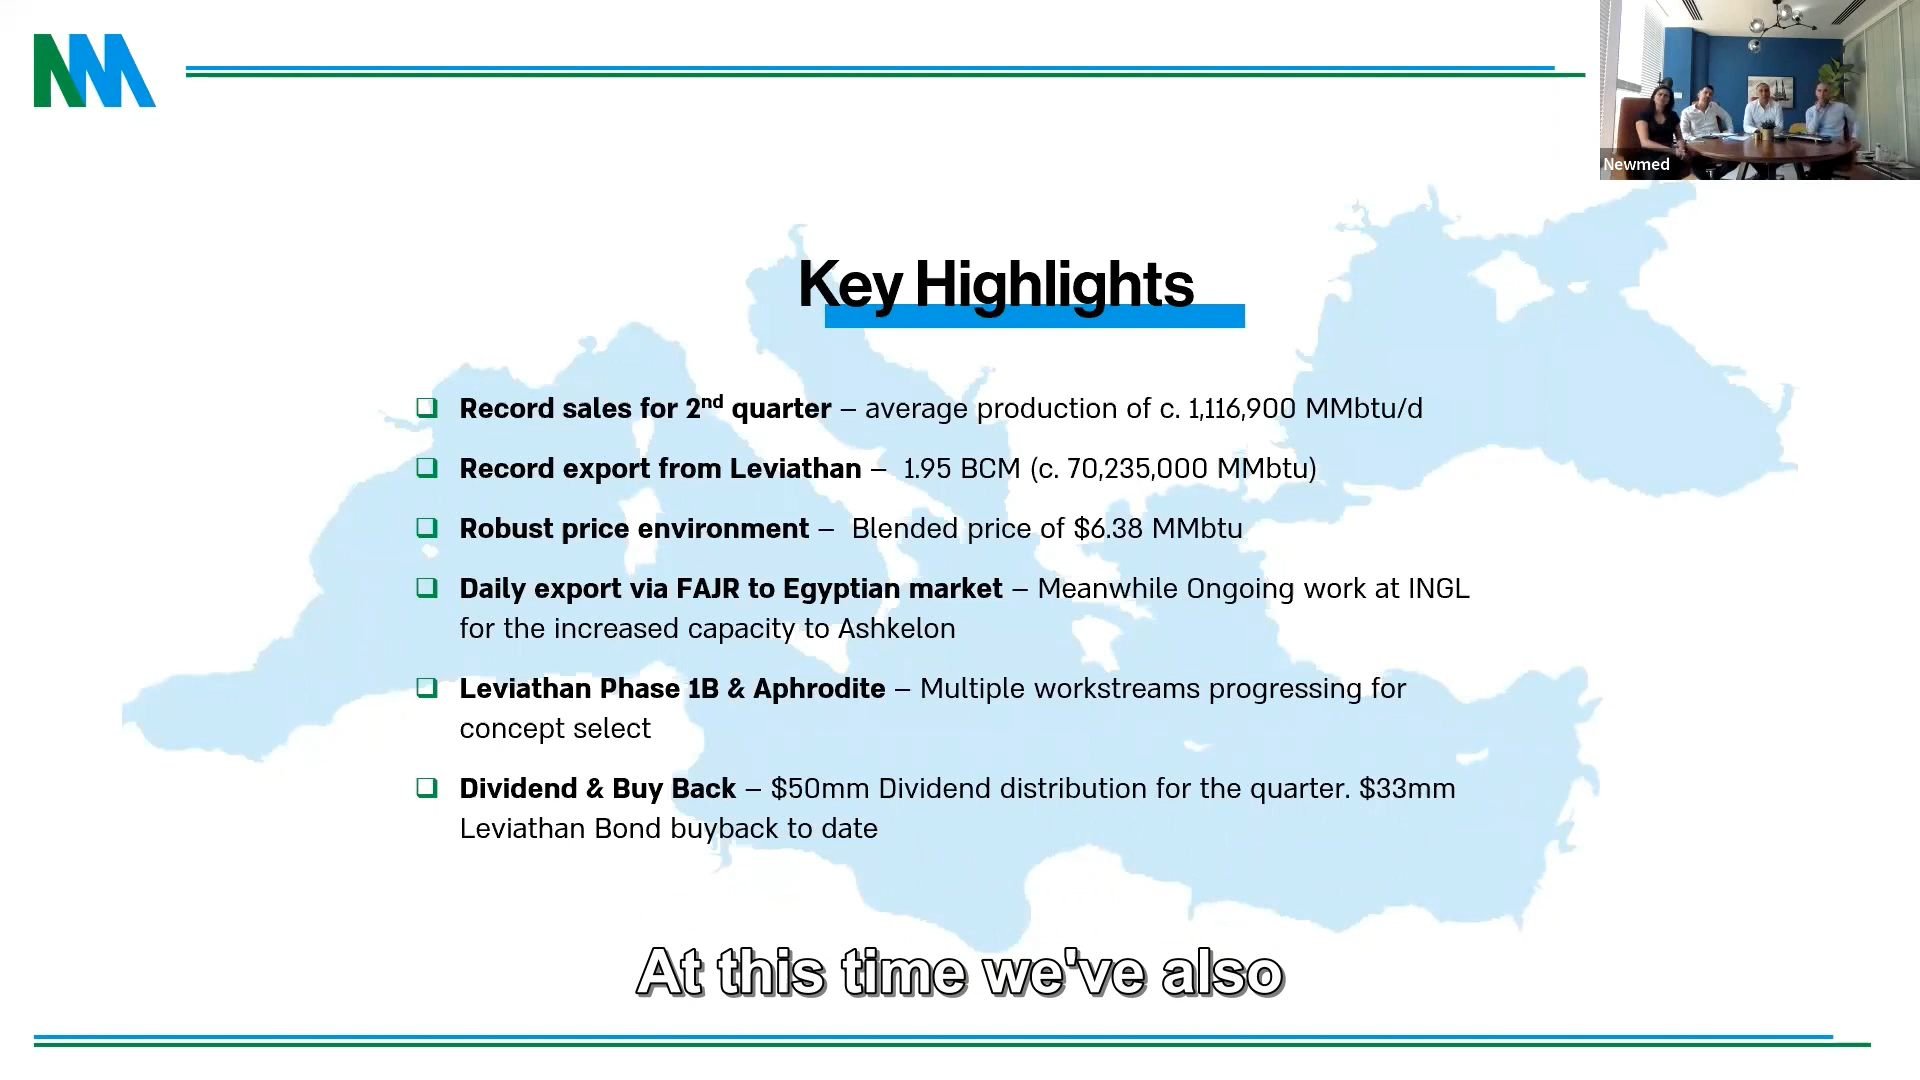 NM
Newmed
Key Highlights
❑ Record sales for 2nd quarter – average production of c. 1,116,900 MMbtu/d
❑ Record export from Leviathan – 1.95 BCM (c. 70,235,000 MMbtu)
❑ Robust price environment – Blended price of $6.38 MMbtu
❑ Daily export via FAJR to Egyptian market – Meanwhile Ongoing work at INGL
for the increased capacity to Ashkelon
❑ Leviathan Phase 1B & Aphrodite – Multiple workstreams progressing for
concept select
❑ Dividend & Buy Back – $50mm Dividend distribution for the quarter. $33mm
Leviathan Bond buyback to date
At this time we've also